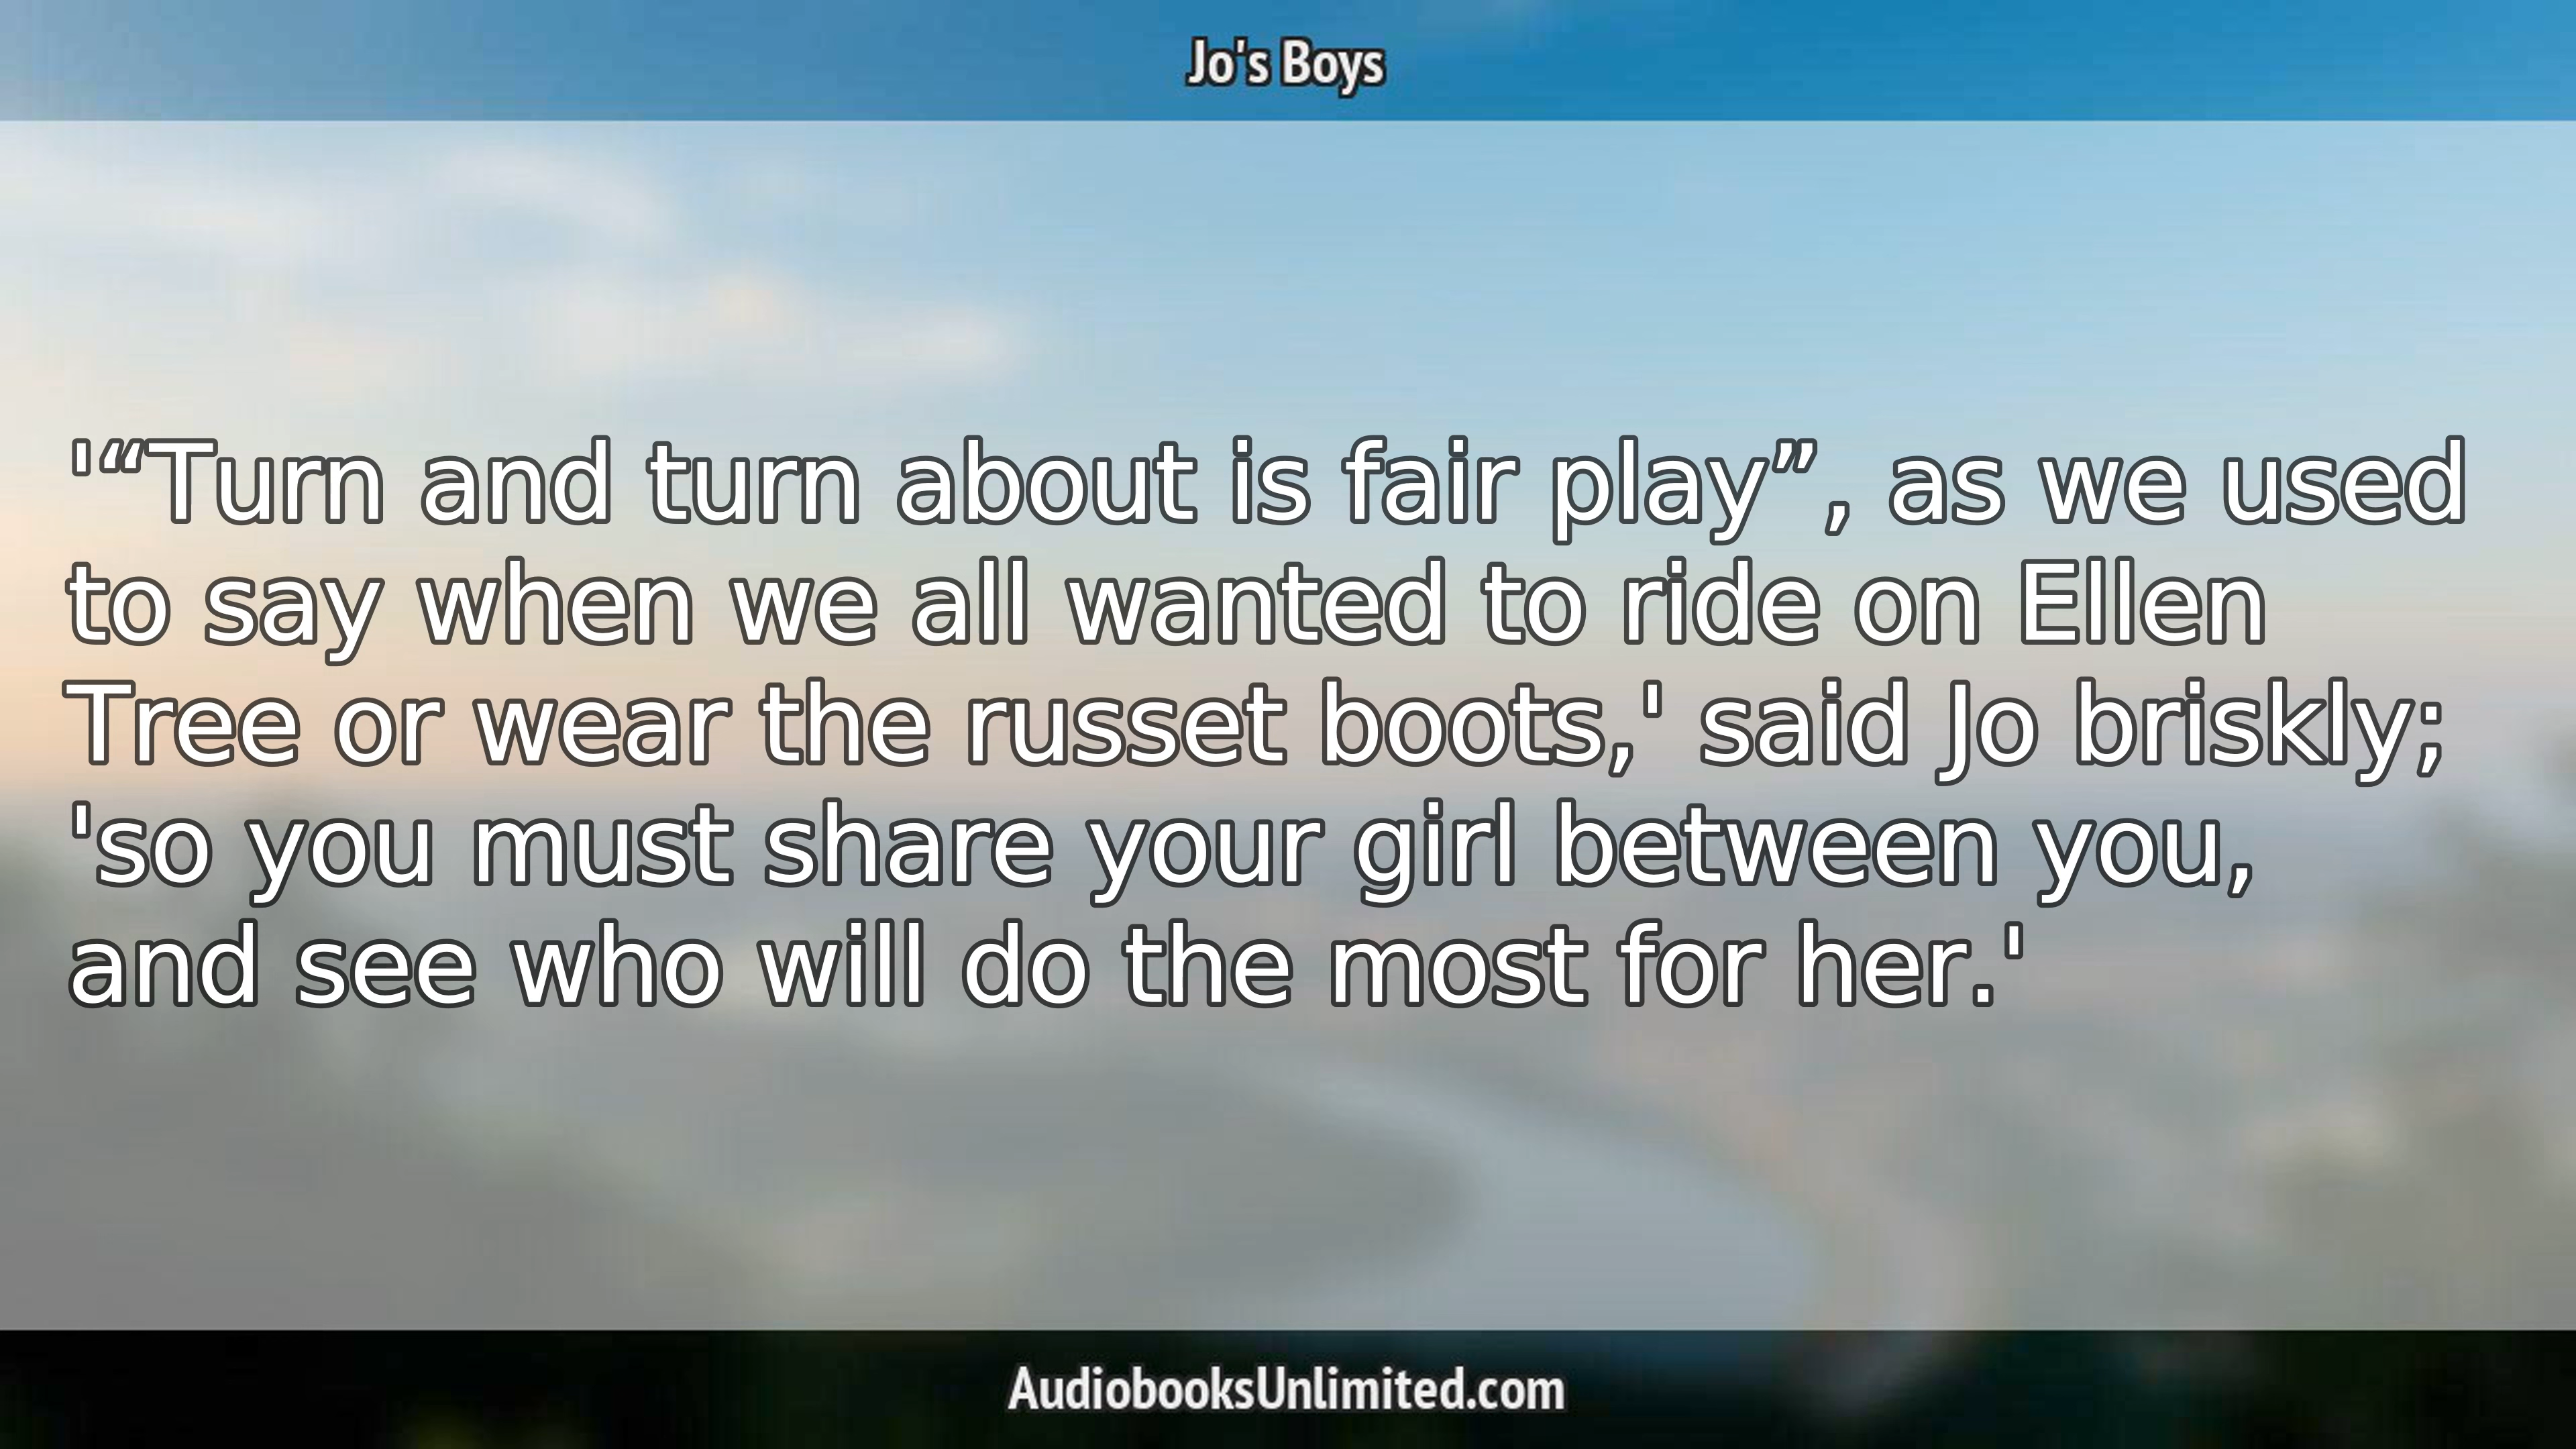 Jo's Boys
'“Turn and turn about is fair play”, as we used
to say when we all wanted to ride on Ellen
Tree or wear the russet boots,' said Jo briskly;
'so you must share your girl between you,
and see who will do the most for her.'
AudiobooksUnlimited.com